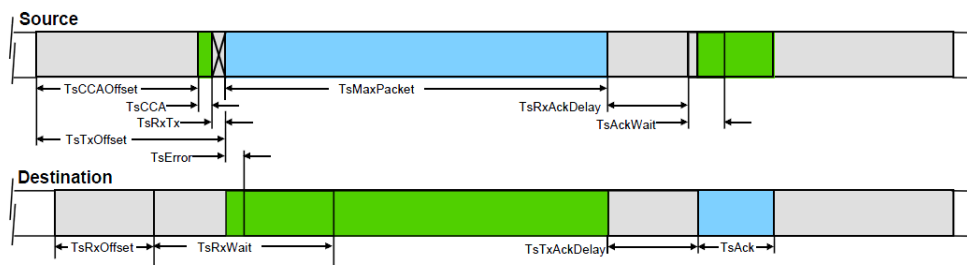 Source
TsCCAOffset
TsMaxPacket
TsCCA
TsRxAckDelay
TsRxTx
TsAckWait
TsTxOffset
TsError
Destination
TsRxOffset
TsRxWait
TsTxAckDelay
TsAck